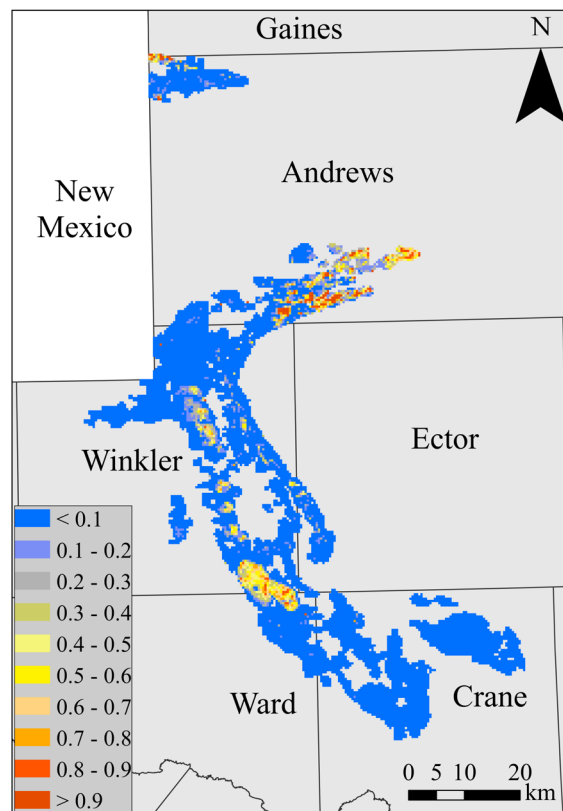 Gaines
N
Andrews
New
Mexico
Ector
Winkler
< 0.1
0.1 - 0.2
0.2 - 0.3
0.3 - 0.4
0.4 - 0.5
0.5 - 0.6
0.6 - 0.7
0.7 - 0.8
0.8 - 0.9
> 0.9
Ward
Crane
0 5 10 20
km